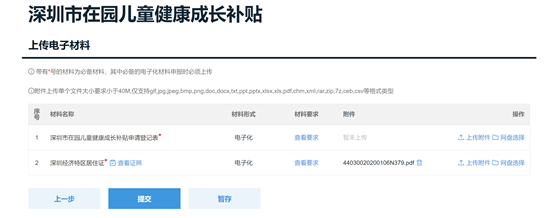 深圳市在园儿童健康成长补贴
上传电子材料
带有*号的材料为必备材料，其中必备的电子化材料申报时必须上传
附件上传单个文件大小要求小于40M,仅支持gif,jpg,jpeg,bmp,png,doc,docx,txt,ppt,pptx,xlsx,xls,pdf,chm,xml,rar,zip,7z,ceb,csv等格式类型
序号 材料名称 材料形式 材料要求 附件 操作
1 深圳市在园儿童健康成长补贴申请登记表* 电子化 查看要求 暂未上传 上传附件 网盘选择
2 深圳经济特区居住证* 查看证照 电子化 查看要求 44030020200106N379.pdf 上传附件 网盘选择
上一步 提交 暂存